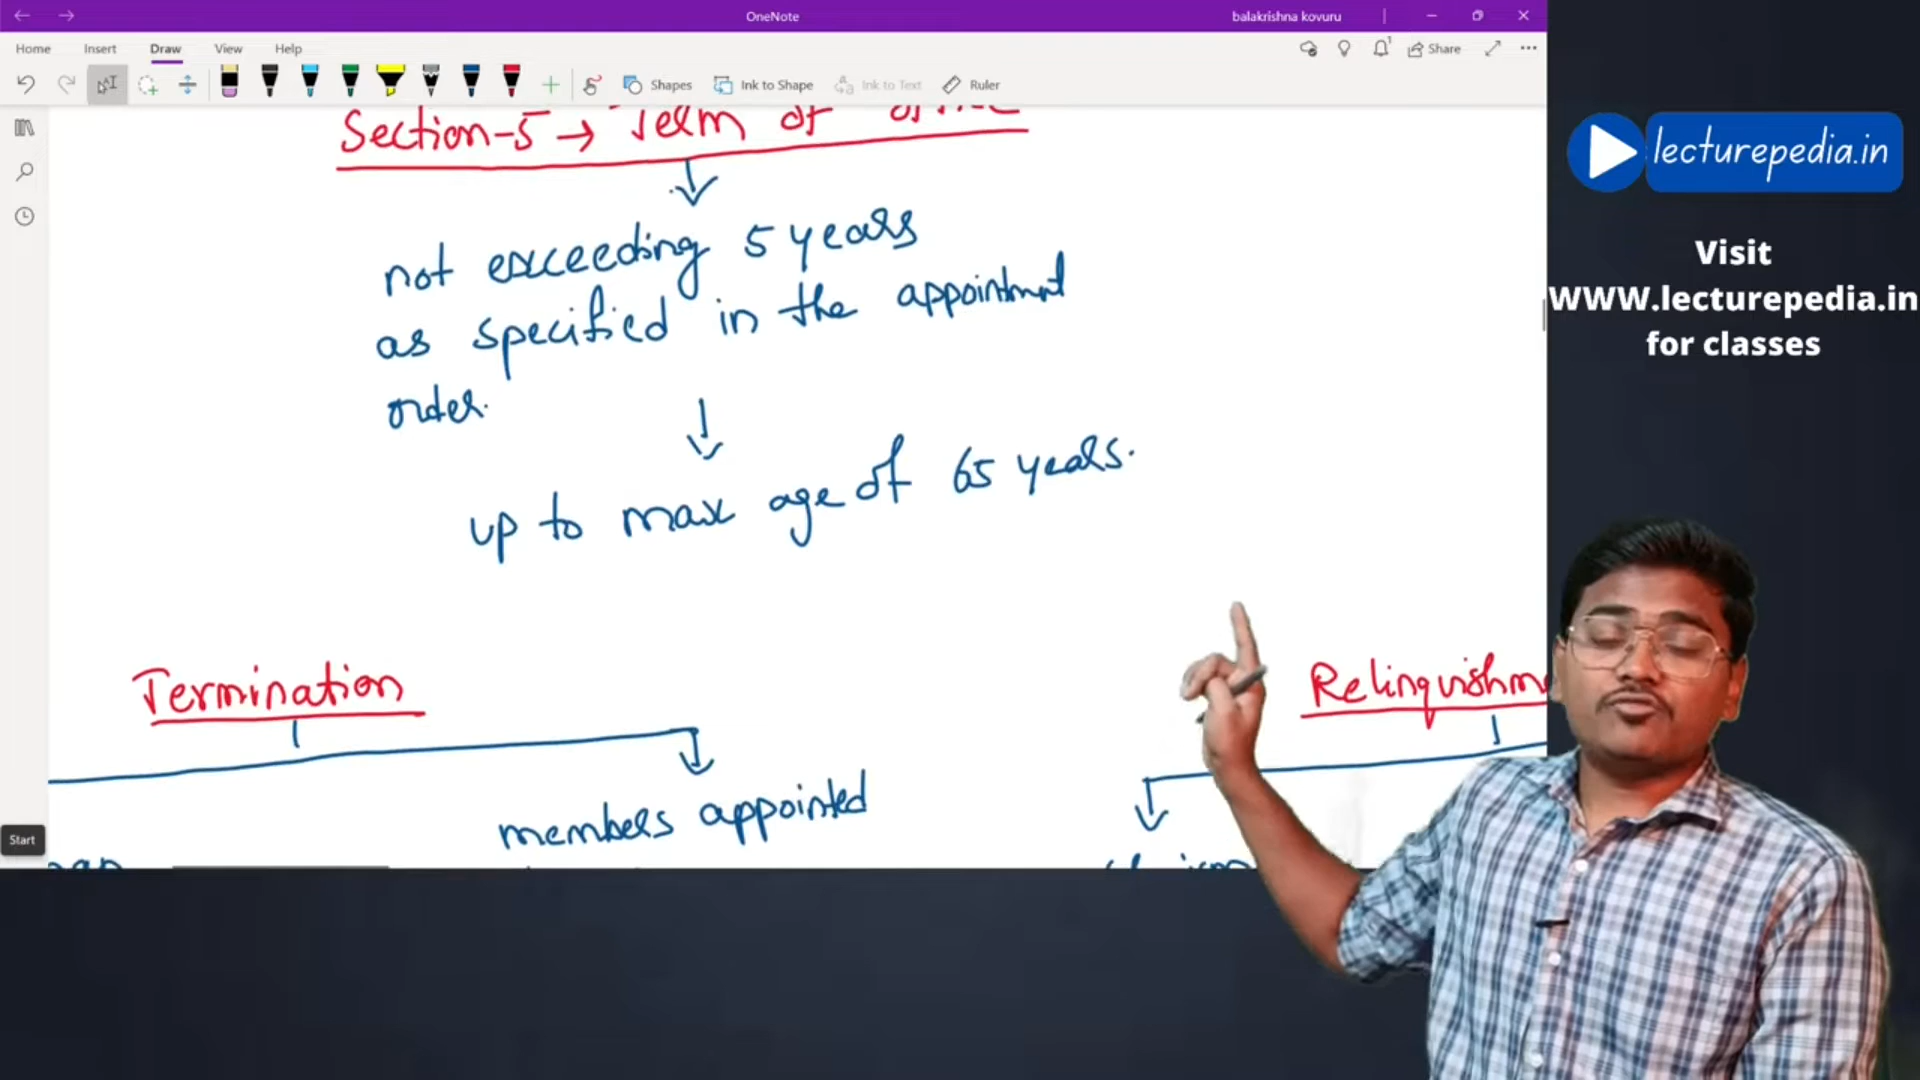 OneNote
balakrishna kovuru
Home Insert Draw View Help
Share
Shapes Ink to Shape Ink to Text Ruler
Section-5 → Term of office
not exceeding 5 years
as specified in the appointment
order.
up to max age of 65 years.
Termination
Relinquishm
members appointed
Start
lecturepedia.in
Visit
WWW.lecturepedia.in
for classes